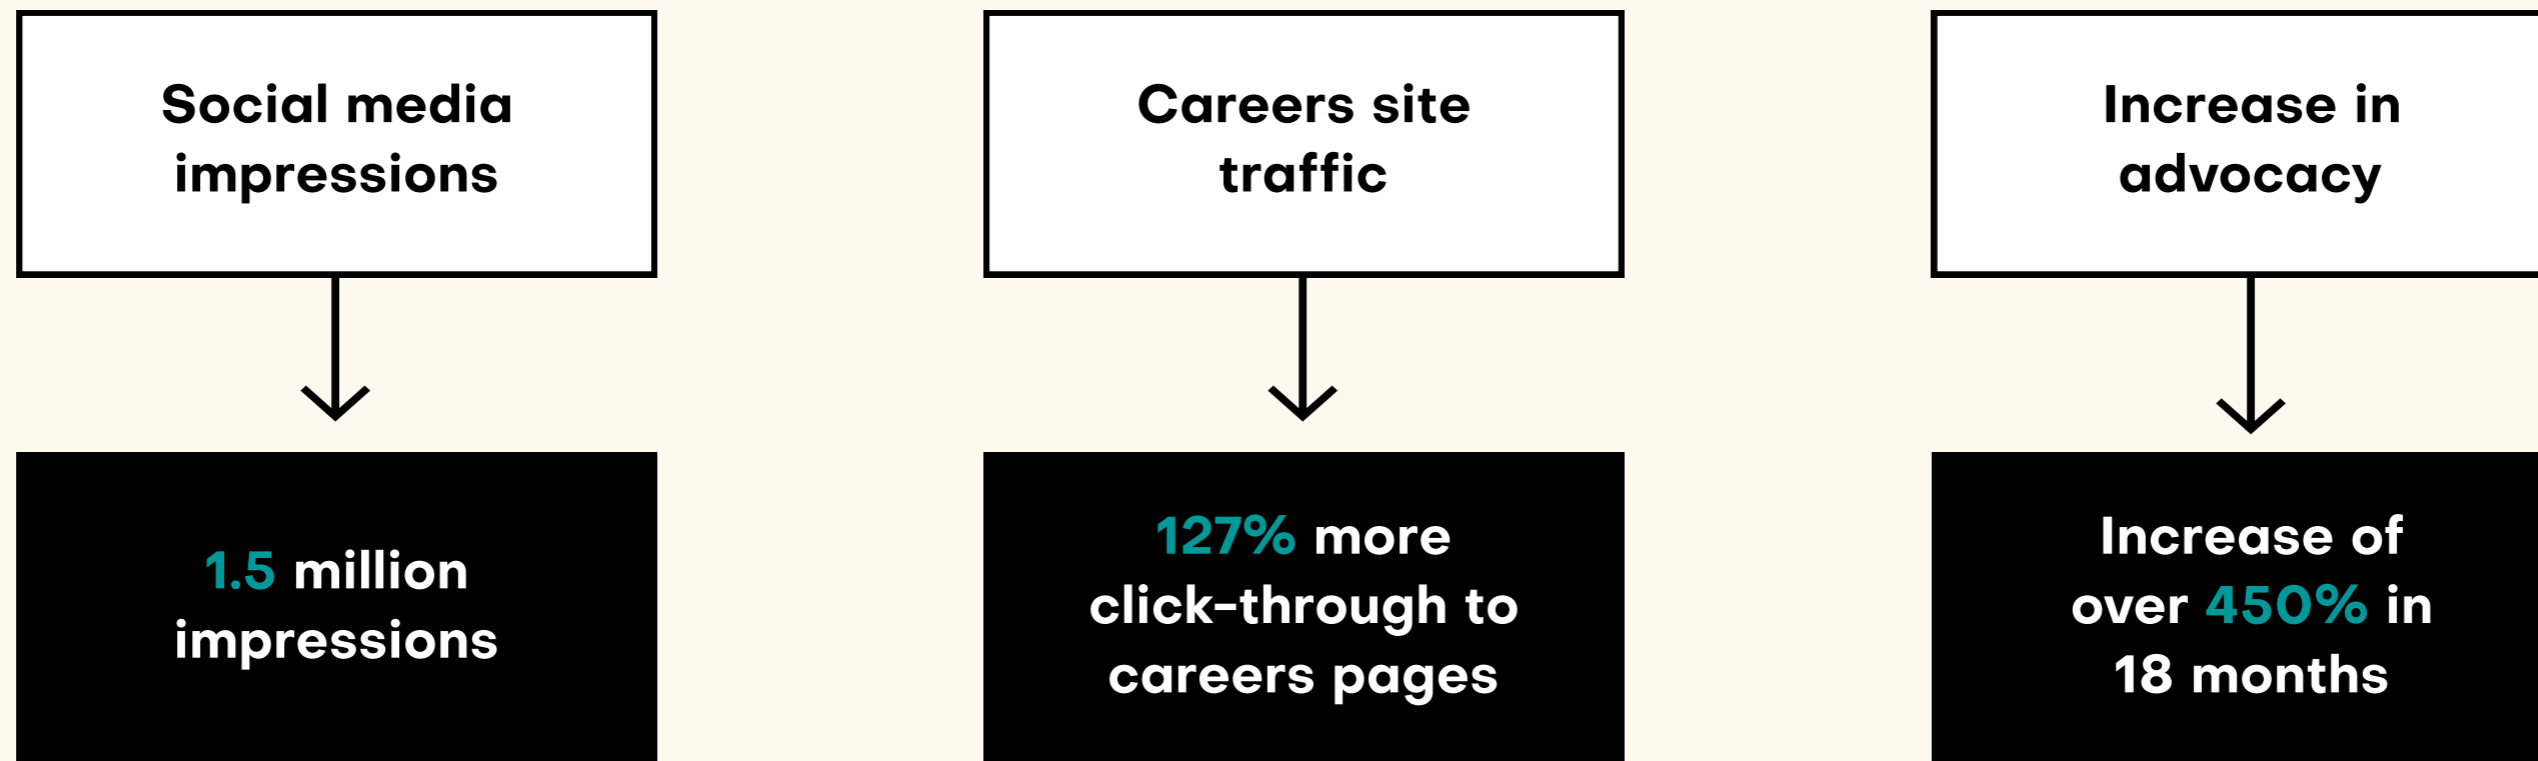 Social media
impressions
Careers site
traffic
Increase in
advocacy
1.5 million
impressions
127% more
click-through to
careers pages
Increase of
over 450% in
18 months